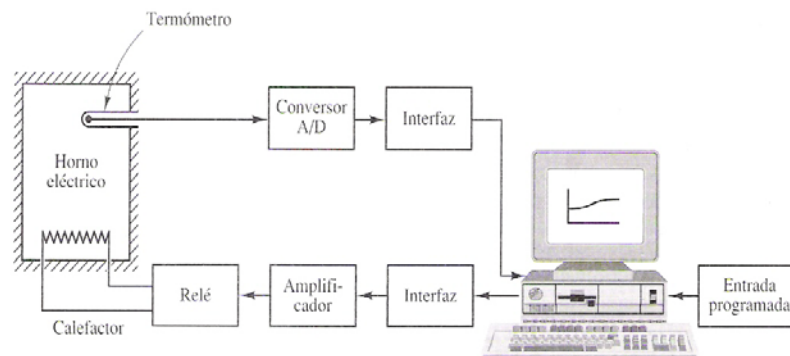 Termómetro
Conversor
A/D
Interfaz
Horno
eléctrico
Relé
Amplifi-
cador
Interfaz
Entrada
programada
Calefactor